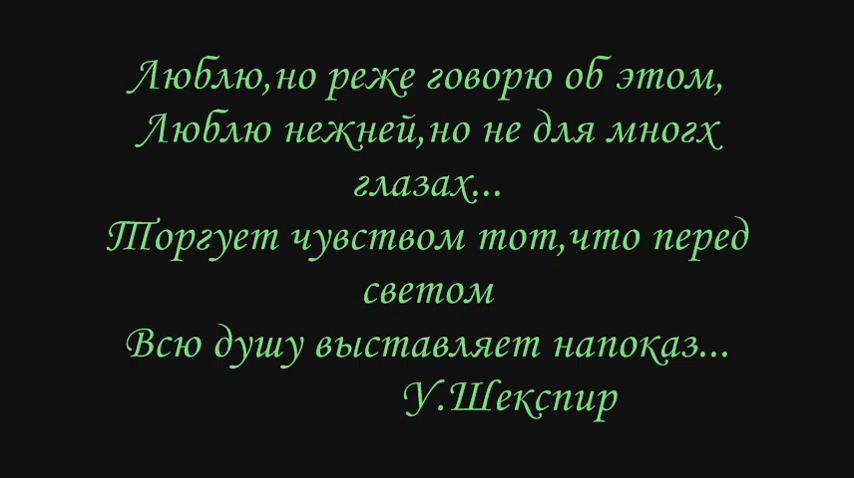 Люблю,но реже говорю об этом,
Люблю нежней,но не для многх
глазах...
Торгует чувством тот,что перед
светом
Всю душу выставляет напоказ...
У.Шекспир